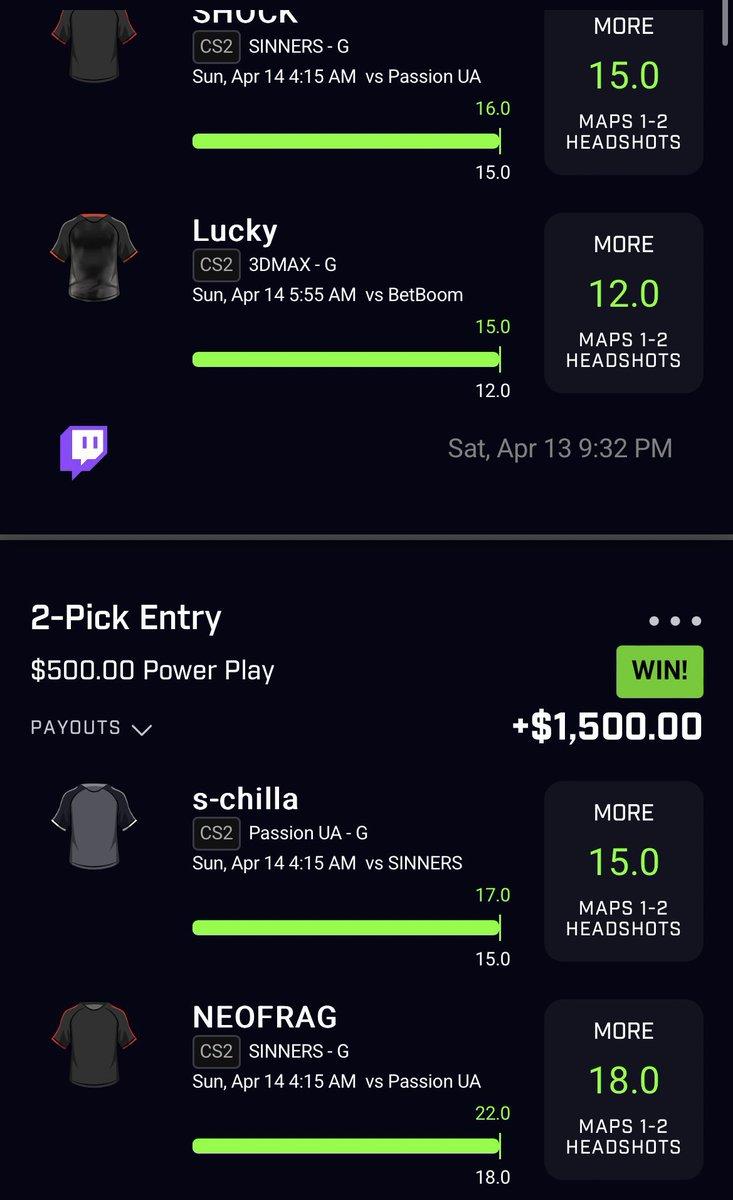 SHOCK
CS2 SINNERS - G
Sun, Apr 14 4:15 AM vs Passion UA
16.0
15.0
MORE
15.0
MAPS 1-2
HEADSHOTS
Lucky
CS2 3DMAX - G
Sun, Apr 14 5:55 AM vs BetBoom
15.0
12.0
MORE
12.0
MAPS 1-2
HEADSHOTS
Sat, Apr 13 9:32 PM
2-Pick Entry
$500.00 Power Play
WIN!
PAYOUTS
+$1,500.00
s-chilla
CS2 Passion UA - G
Sun, Apr 14 4:15 AM vs SINNERS
17.0
15.0
MORE
15.0
MAPS 1-2
HEADSHOTS
NEOFRAG
CS2 SINNERS - G
Sun, Apr 14 4:15 AM vs Passion UA
22.0
18.0
MORE
18.0
MAPS 1-2
HEADSHOTS